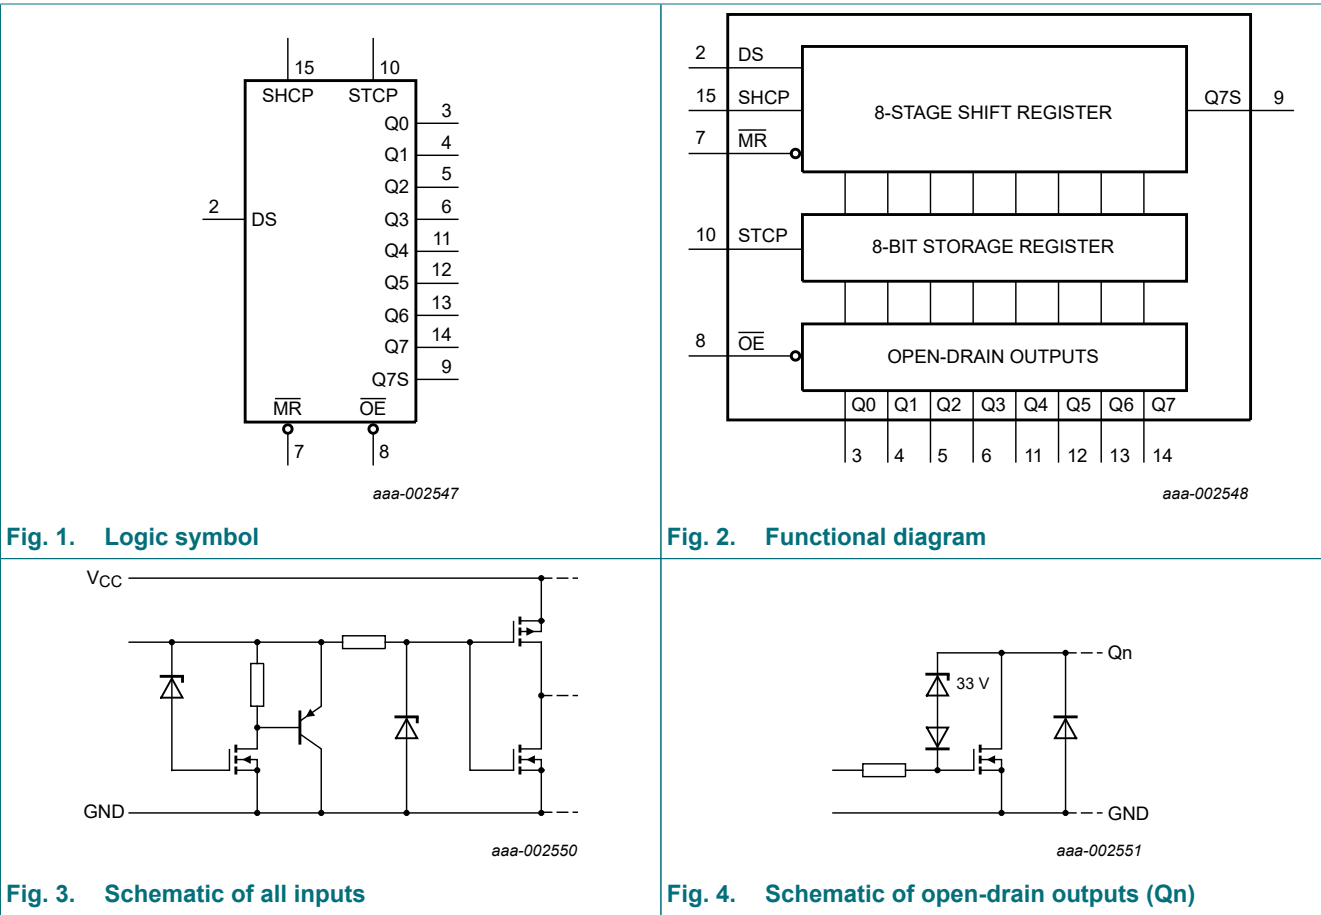 15 10
SHCP STCP
Q0 3
Q1 4
Q2 5
2 DS
Q3 6
Q4 11
Q5 12
Q6 13
Q7 14
Q7S 9
MR OE
7 8
aaa-002547
Fig. 1. Logic symbol
2 DS
15 SHCP
8-STAGE SHIFT REGISTER
Q7S 9
7 MR
10 STCP
8-BIT STORAGE REGISTER
8 OE
OPEN-DRAIN OUTPUTS
Q0 Q1 Q2 Q3 Q4 Q5 Q6 Q7
3 4 5 6 11 12 13 14
aaa-002548
Fig. 2. Functional diagram
VCC
GND
aaa-002550
Fig. 3. Schematic of all inputs
Qn
33 V
GND
aaa-002551
Fig. 4. Schematic of open-drain outputs (Qn)